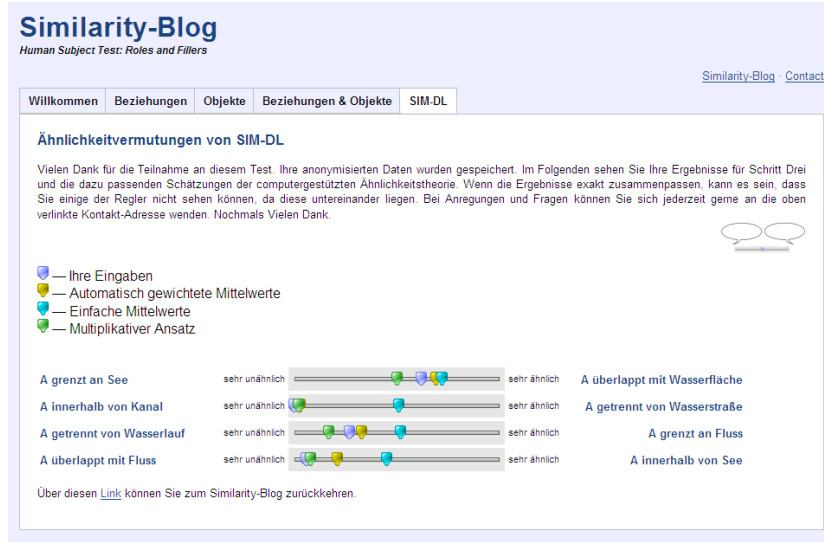 Similarity-Blog
Human Subject Test: Roles and Fillers
Similarity-Blog · Contact
Willkommen Beziehungen Objekte Beziehungen & Objekte SIM-DL
Ähnlichkeitvermutungen von SIM-DL
Vielen Dank für die Teilnahme an diesem Test. Ihre anonymisierten Daten wurden gespeichert. Im Folgenden sehen Sie Ihre Ergebnisse für Schritt Drei
und die dazu passenden Schätzungen der computergestützten Ähnlichkeitstheorie. Wenn die Ergebnisse exakt zusammenpassen, kann es sein, dass
Sie einige der Regler nicht sehen können, da diese untereinander liegen. Bei Anregungen und Fragen können Sie sich jederzeit gerne an die oben
verlinkte Kontakt-Adresse wenden. Nochmals Vielen Dank.
— Ihre Eingaben
— Automatisch gewichtete Mittelwerte
— Einfache Mittelwerte
— Multiplikativer Ansatz
A grenzt an See sehr unähnlich sehr ähnlich A überlappt mit Wasserfläche
A innerhalb von Kanal sehr unähnlich sehr ähnlich A getrennt von Wasserstraße
A getrennt von Wasserlauf sehr unähnlich sehr ähnlich A grenzt an Fluss
A überlappt mit Fluss sehr unähnlich sehr ähnlich A innerhalb von See
Über diesen Link können Sie zum Similarity-Blog zurückkehren.